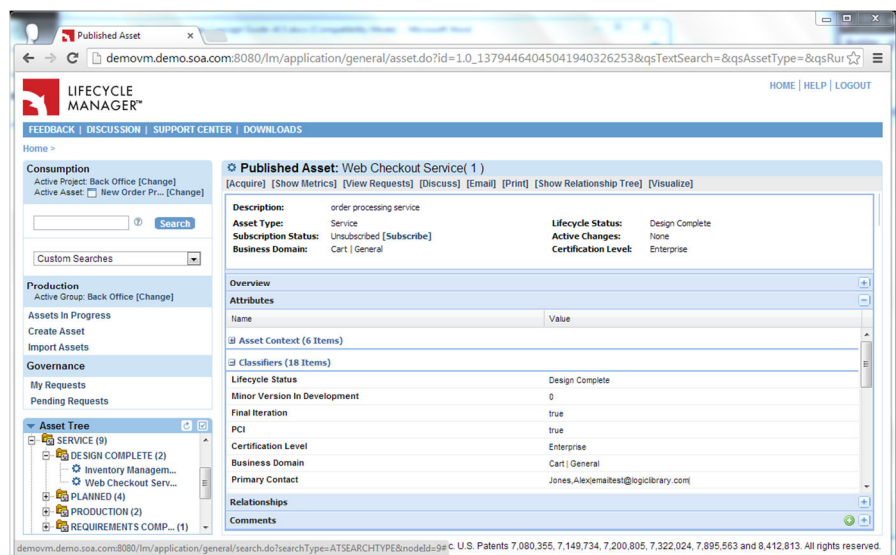 Published Asset
demovm.demo.soa.com:8080/lm/application/general/asset.do?id=1.0_13794464045041940326253&qsTextSearch=&qsAssetType=&qsRur
LIFECYCLE
MANAGER™
HOME | HELP | LOGOUT
FEEDBACK | DISCUSSION | SUPPORT CENTER | DOWNLOADS
Home >
Consumption
Active Project: Back Office [Change]
Active Asset: New Order Pr... [Change]
Search
Custom Searches
Production
Active Group: Back Office [Change]
Assets In Progress
Create Asset
Import Assets
Governance
My Requests
Pending Requests
Asset Tree
SERVICE (9)
DESIGN COMPLETE (2)
Inventory Managem...
Web Checkout Serv...
PLANNED (4)
PRODUCTION (2)
REQUIREMENTS COMP... (1)
Published Asset: Web Checkout Service( 1 )
[Acquire] [Show Metrics] [View Requests] [Discuss] [Email] [Print] [Show Relationship Tree] [Visualize]
Description: order processing service
Asset Type: Service Lifecycle Status: Design Complete
Subscription Status: Unsubscribed [Subscribe] Active Changes: None
Business Domain: Cart | General Certification Level: Enterprise
Overview
Attributes
Name Value
Asset Context (6 Items)
Classifiers (18 Items)
Lifecycle Status Design Complete
Minor Version In Development 0
Final Iteration true
PCI true
Certification Level Enterprise
Business Domain Cart | General
Primary Contact Jones,Alex|emailtest@logiclibrary.com|
Relationships
Comments
demovm.demo.soa.com:8080/lm/application/general/search.do?searchType=ATSEARCHTYPE&nodeId=9#
c. U.S. Patents 7,080,355, 7,149,734, 7,200,805, 7,322,024, 7,895,563 and 8,412,813. All rights reserved.